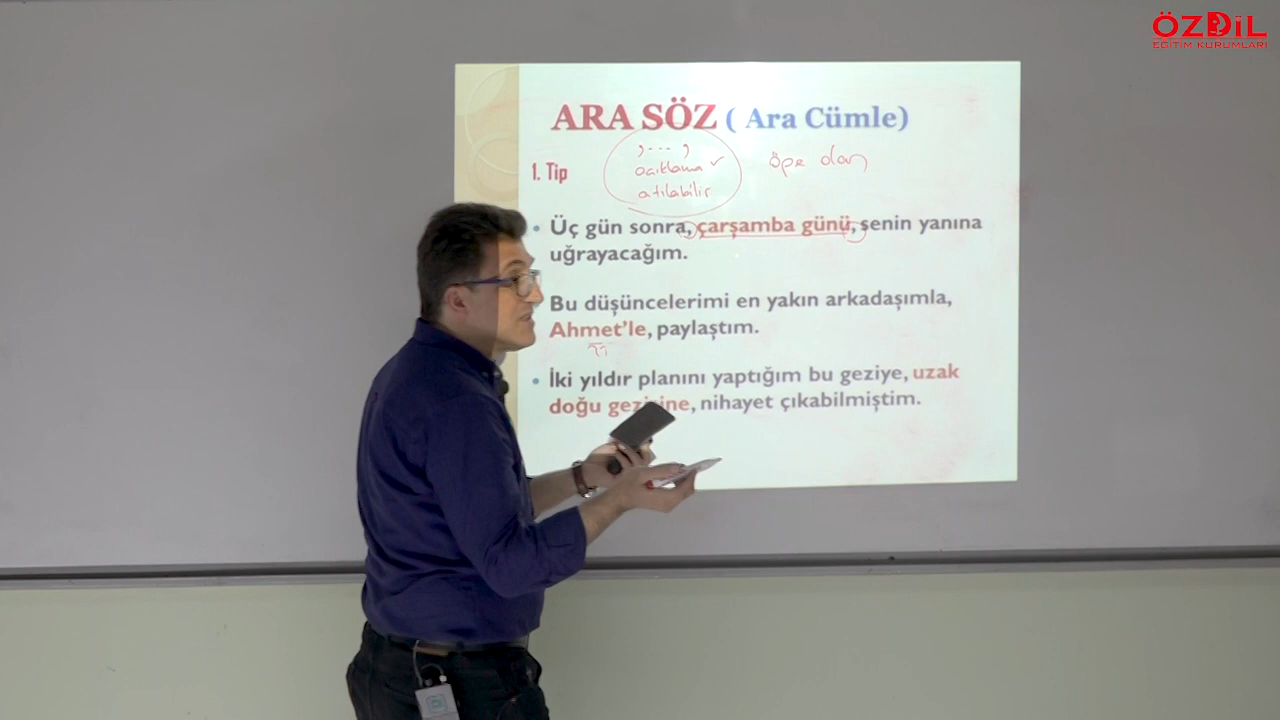 ÖZDİL
EĞİTİM KURUMLARI
ARA SÖZ ( Ara Cümle)
, ... ,
1. Tip
açıklama ✓
öge olan
atılabilir
Üç gün sonra, çarşamba günü, senin yanına
uğrayacağım.
Bu düşüncelerimi en yakın arkadaşımla,
Ahmet'le, paylaştım.
İki yıldır planını yaptığım bu geziye, uzak
doğu gezisine, nihayet çıkabilmiştim.